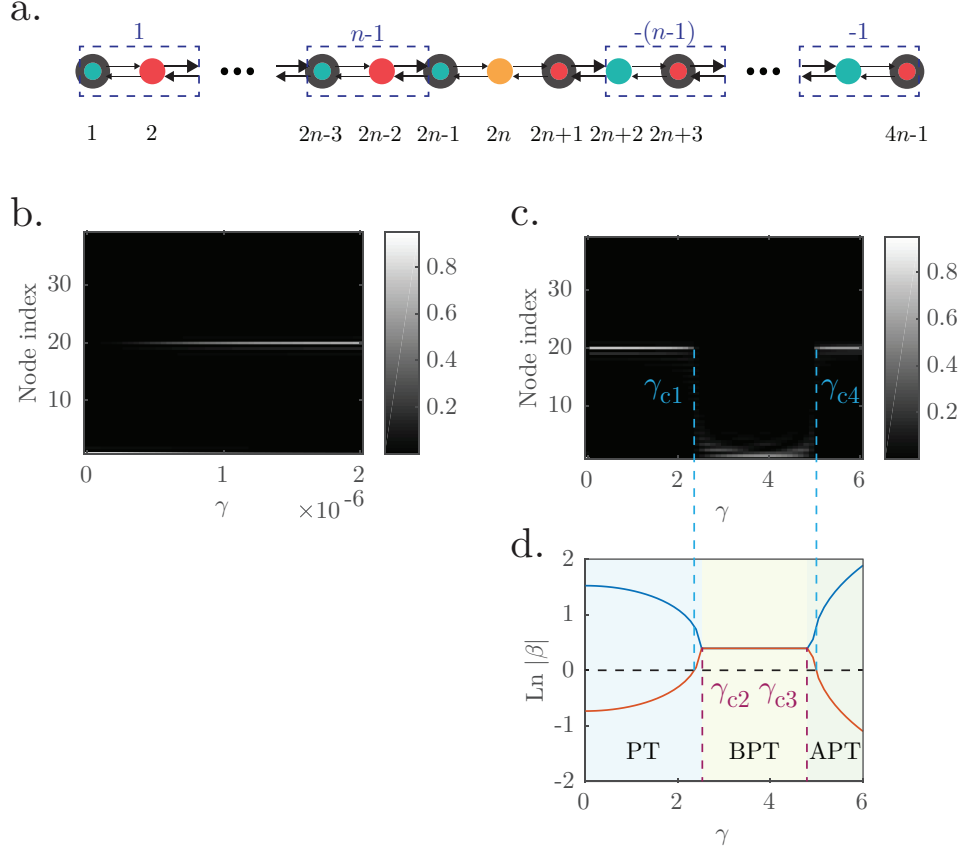 a.
1 n-1 -(n-1) -1
1 2 2n-3 2n-2 2n-1 2n 2n+1 2n+2 2n+3 4n-1
b.
Node index
30
20
10
0 1 2
γ
×10⁻⁶
0.8
0.6
0.4
0.2
c.
Node index
30
20
10
γc1
γc4
0 2 4 6
γ
0.8
0.6
0.4
0.2
d.
Ln |β|
2
1
0
-1
-2
γc2 γc3
PT BPT APT
0 2 4 6
γ